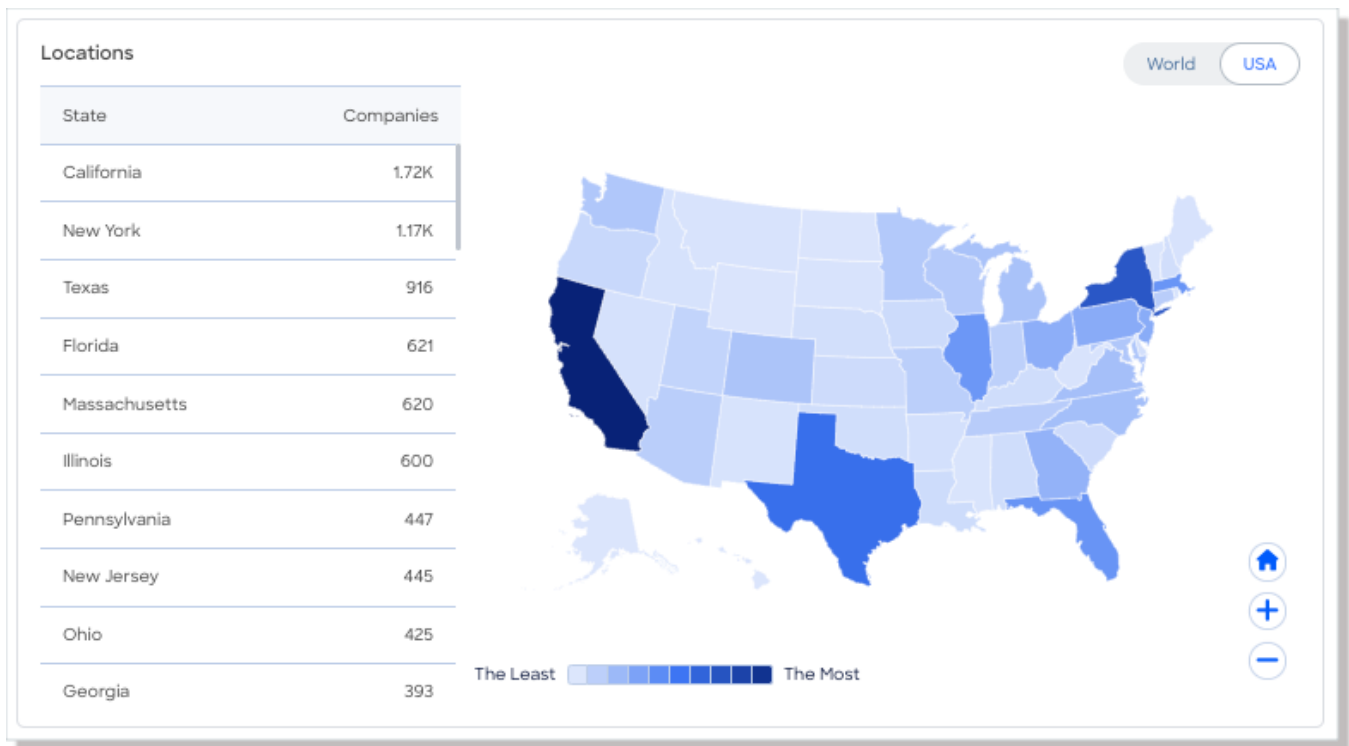 Locations
World USA
State Companies
California 1.72K
New York 1.17K
Texas 916
Florida 621
Massachusetts 620
Illinois 600
Pennsylvania 447
New Jersey 445
Ohio 425
Georgia 393
The Least The Most